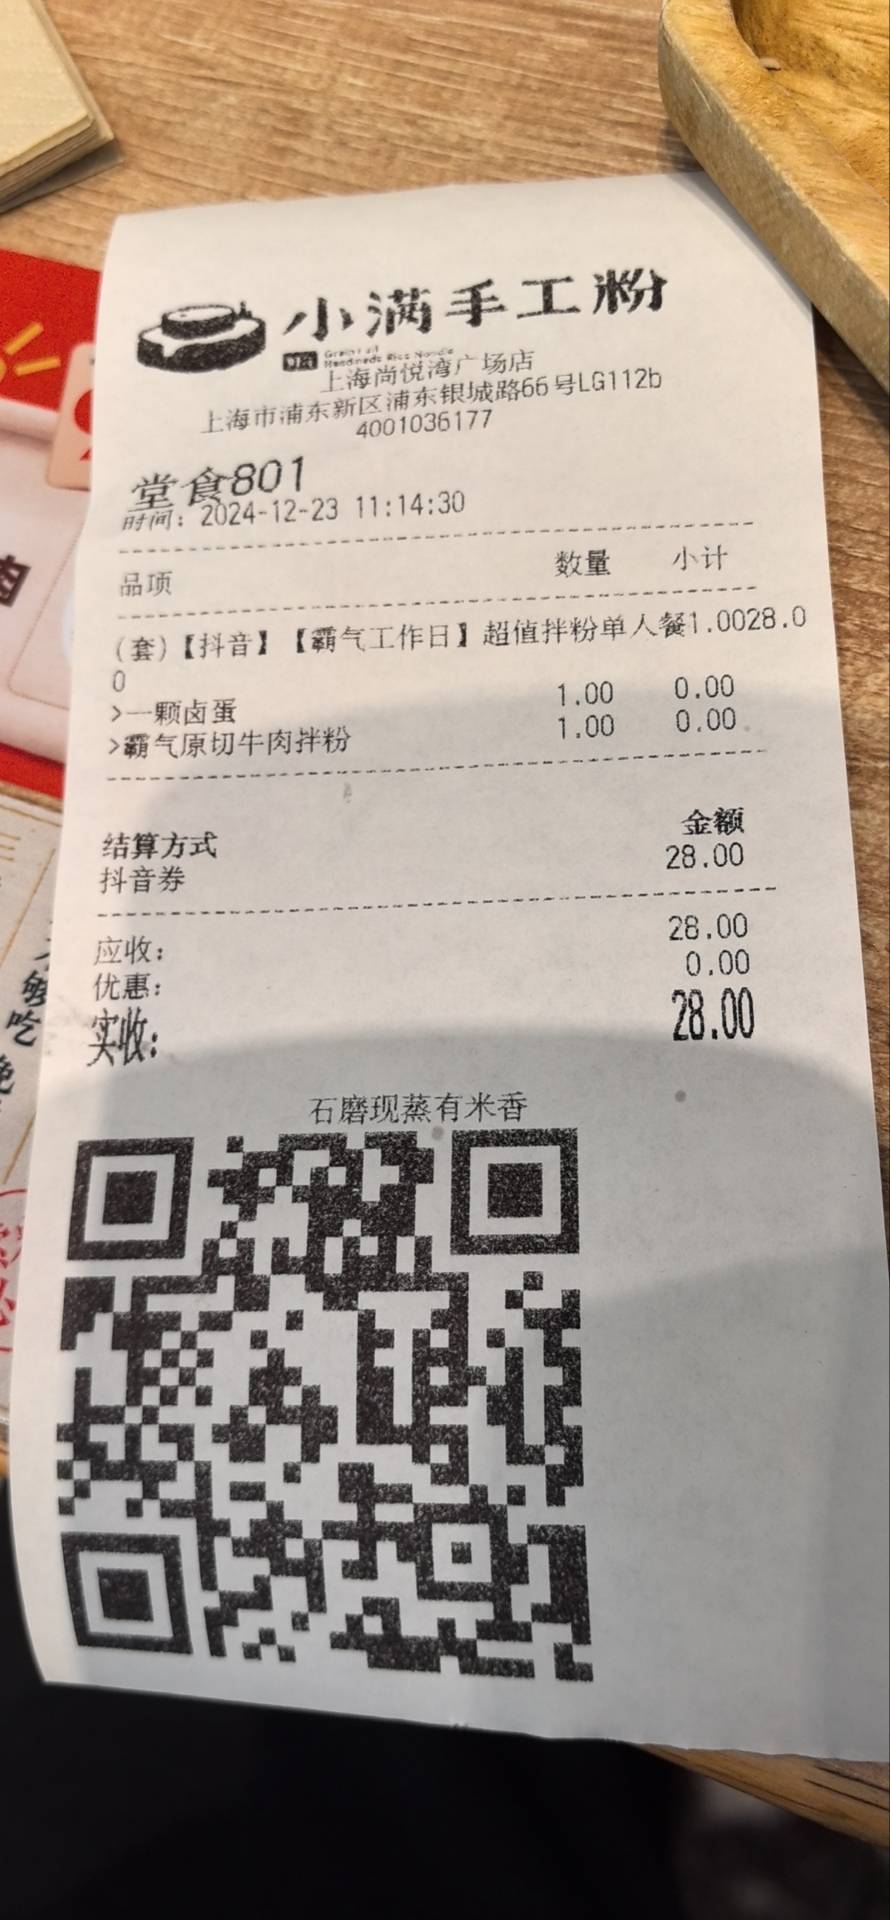 小满手工粉
Handmade Rice Noodle
上海尚悦湾广场店
上海市浦东新区浦东银城路66号LG112b
4001036177
堂食801
时间：2024-12-23 11:14:30
品项 数量 小计
(套)【抖音】【霸气工作日】超值拌粉单人餐1.0028.0
0
>一颗卤蛋 1.00 0.00
>霸气原切牛肉拌粉 1.00 0.00
结算方式 金额
抖音券 28.00
应收: 28.00
优惠: 0.00
实收: 28.00
石磨现蒸有米香
够
吃